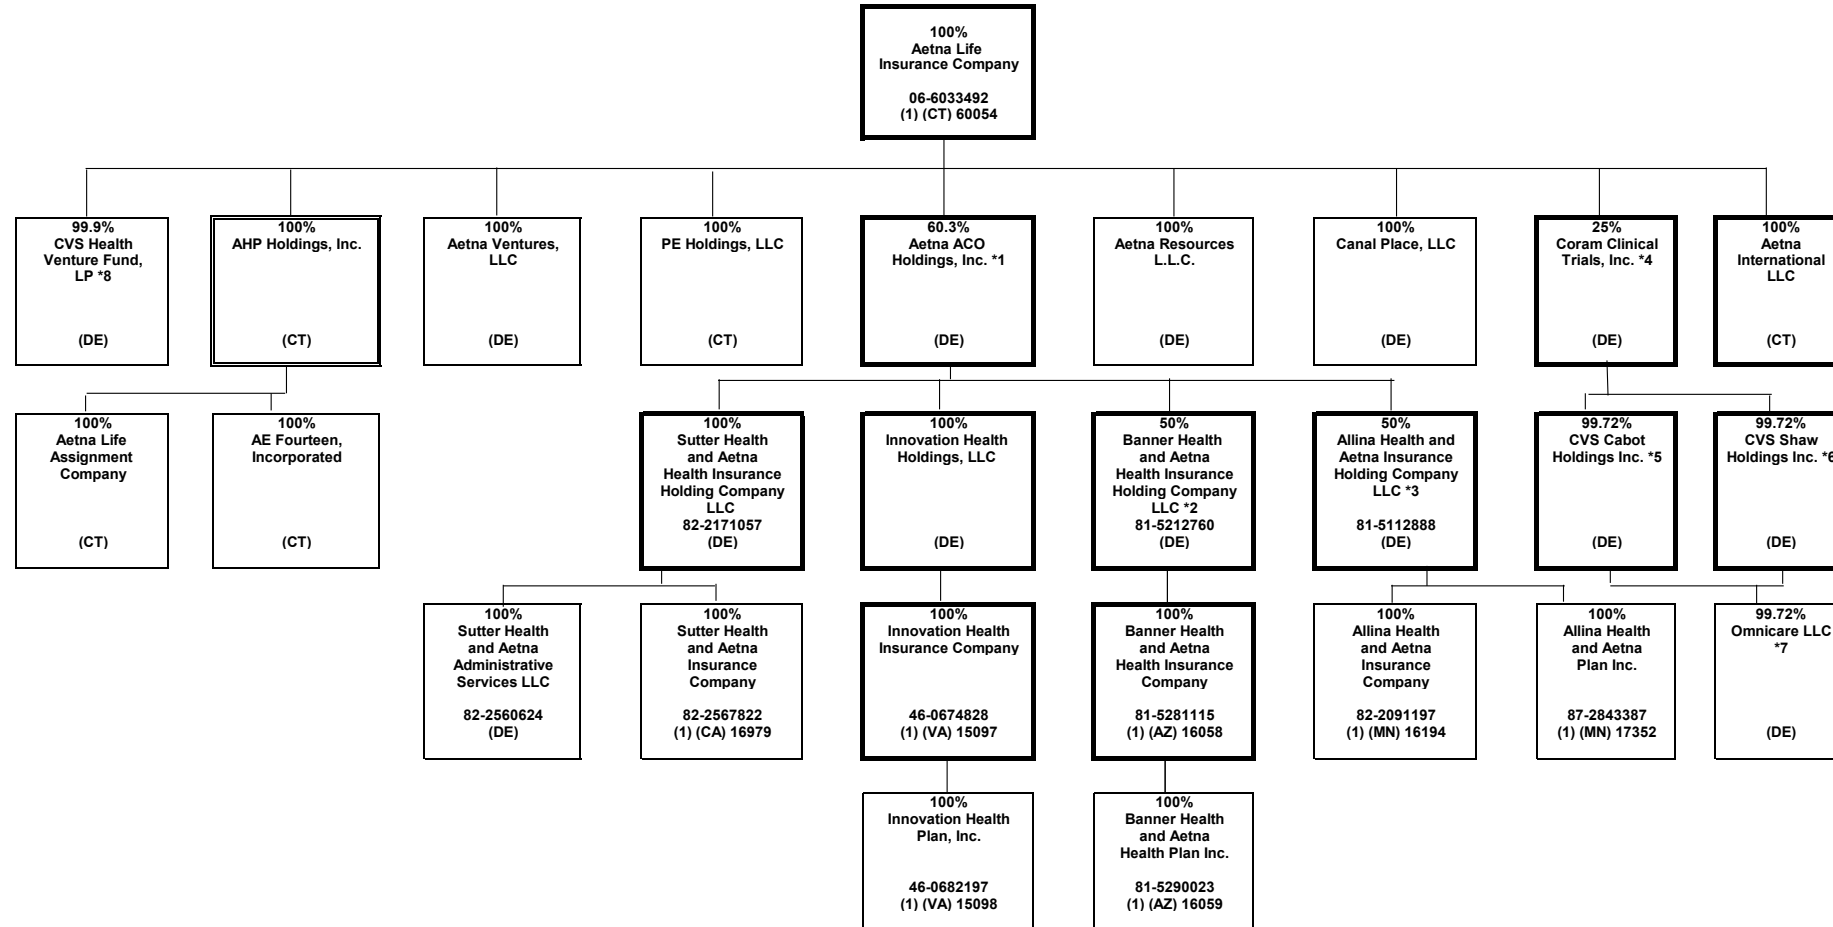 100%
Aetna Life
Insurance Company
06-6033492
(1) (CT) 60054
99.9%
CVS Health
Venture Fund,
LP *8
(DE)
100%
AHP Holdings, Inc.
(CT)
100%
Aetna Ventures,
LLC
(DE)
100%
PE Holdings, LLC
(CT)
60.3%
Aetna ACO
Holdings, Inc. *1
(DE)
100%
Aetna Resources
L.L.C.
(DE)
100%
Canal Place, LLC
(DE)
25%
Coram Clinical
Trials, Inc. *4
(DE)
100%
Aetna
International
LLC
(CT)
100%
Aetna Life
Assignment
Company
(CT)
100%
AE Fourteen,
Incorporated
(CT)
100%
Sutter Health
and Aetna
Health Insurance
Holding Company
LLC
82-2171057
(DE)
100%
Innovation Health
Holdings, LLC
(DE)
50%
Banner Health
and Aetna
Health Insurance
Holding Company
LLC *2
81-5212760
(DE)
50%
Allina Health and
Aetna Insurance
Holding Company
LLC *3
81-5112888
(DE)
99.72%
CVS Cabot
Holdings Inc. *5
(DE)
99.72%
CVS Shaw
Holdings Inc. *6
(DE)
100%
Sutter Health
and Aetna
Administrative
Services LLC
82-2560624
(DE)
100%
Sutter Health
and Aetna
Insurance
Company
82-2567822
(1) (CA) 16979
100%
Innovation Health
Insurance Company
46-0674828
(1) (VA) 15097
100%
Banner Health
and Aetna
Health Insurance
Company
81-5281115
(1) (AZ) 16058
100%
Allina Health
and Aetna
Insurance
Company
82-2091197
(1) (MN) 16194
100%
Allina Health
and Aetna
Plan Inc.
87-2843387
(1) (MN) 17352
99.72%
Omnicare LLC
*7
(DE)
100%
Innovation Health
Plan, Inc.
46-0682197
(1) (VA) 15098
100%
Banner Health
and Aetna
Health Plan Inc.
81-5290023
(1) (AZ) 16059